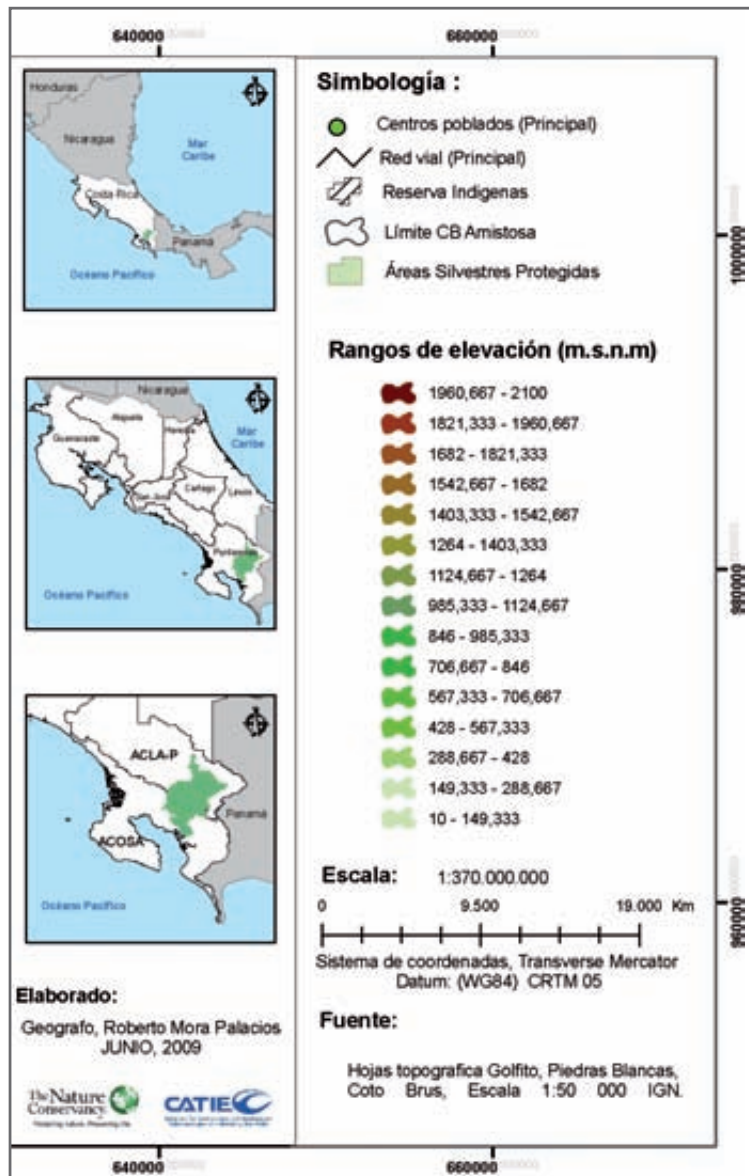 640000
660000
Honduras
Nicaragua
Mar
Caribe
Costa Rica
Panamá
Océano Pacífico
Nicaragua
Alajuela
Heredia
Mar
Caribe
Guanacaste
San José
Cartago
Limón
Puntarenas
Océano Pacífico
ACLA-P
Panamá
ACOSA
Océano Pacífico
Elaborado:
Geografo, Roberto Mora Palacios
JUNIO, 2009
The Nature
Conservancy
CATIE
Simbología :
Centros poblados (Principal)
Red vial (Principal)
Reserva Indigenas
Límite CB Amistosa
Áreas Silvestres Protegidas
Rangos de elevación (m.s.n.m)
1960,667 - 2100
1821,333 - 1960,667
1682 - 1821,333
1542,667 - 1682
1403,333 - 1542,667
1264 - 1403,333
1124,667 - 1264
985,333 - 1124,667
846 - 985,333
706,667 - 846
567,333 - 706,667
428 - 567,333
288,667 - 428
149,333 - 288,667
10 - 149,333
Escala: 1:370.000.000
0 9.500 19.000 Km
Sistema de coordenadas, Transverse Mercator
Datum: (WG84) CRTM 05
Fuente:
Hojas topografica Golfito, Piedras Blancas,
Coto Brus, Escala 1:50 000 IGN.
1000000
980000
960000
640000
660000